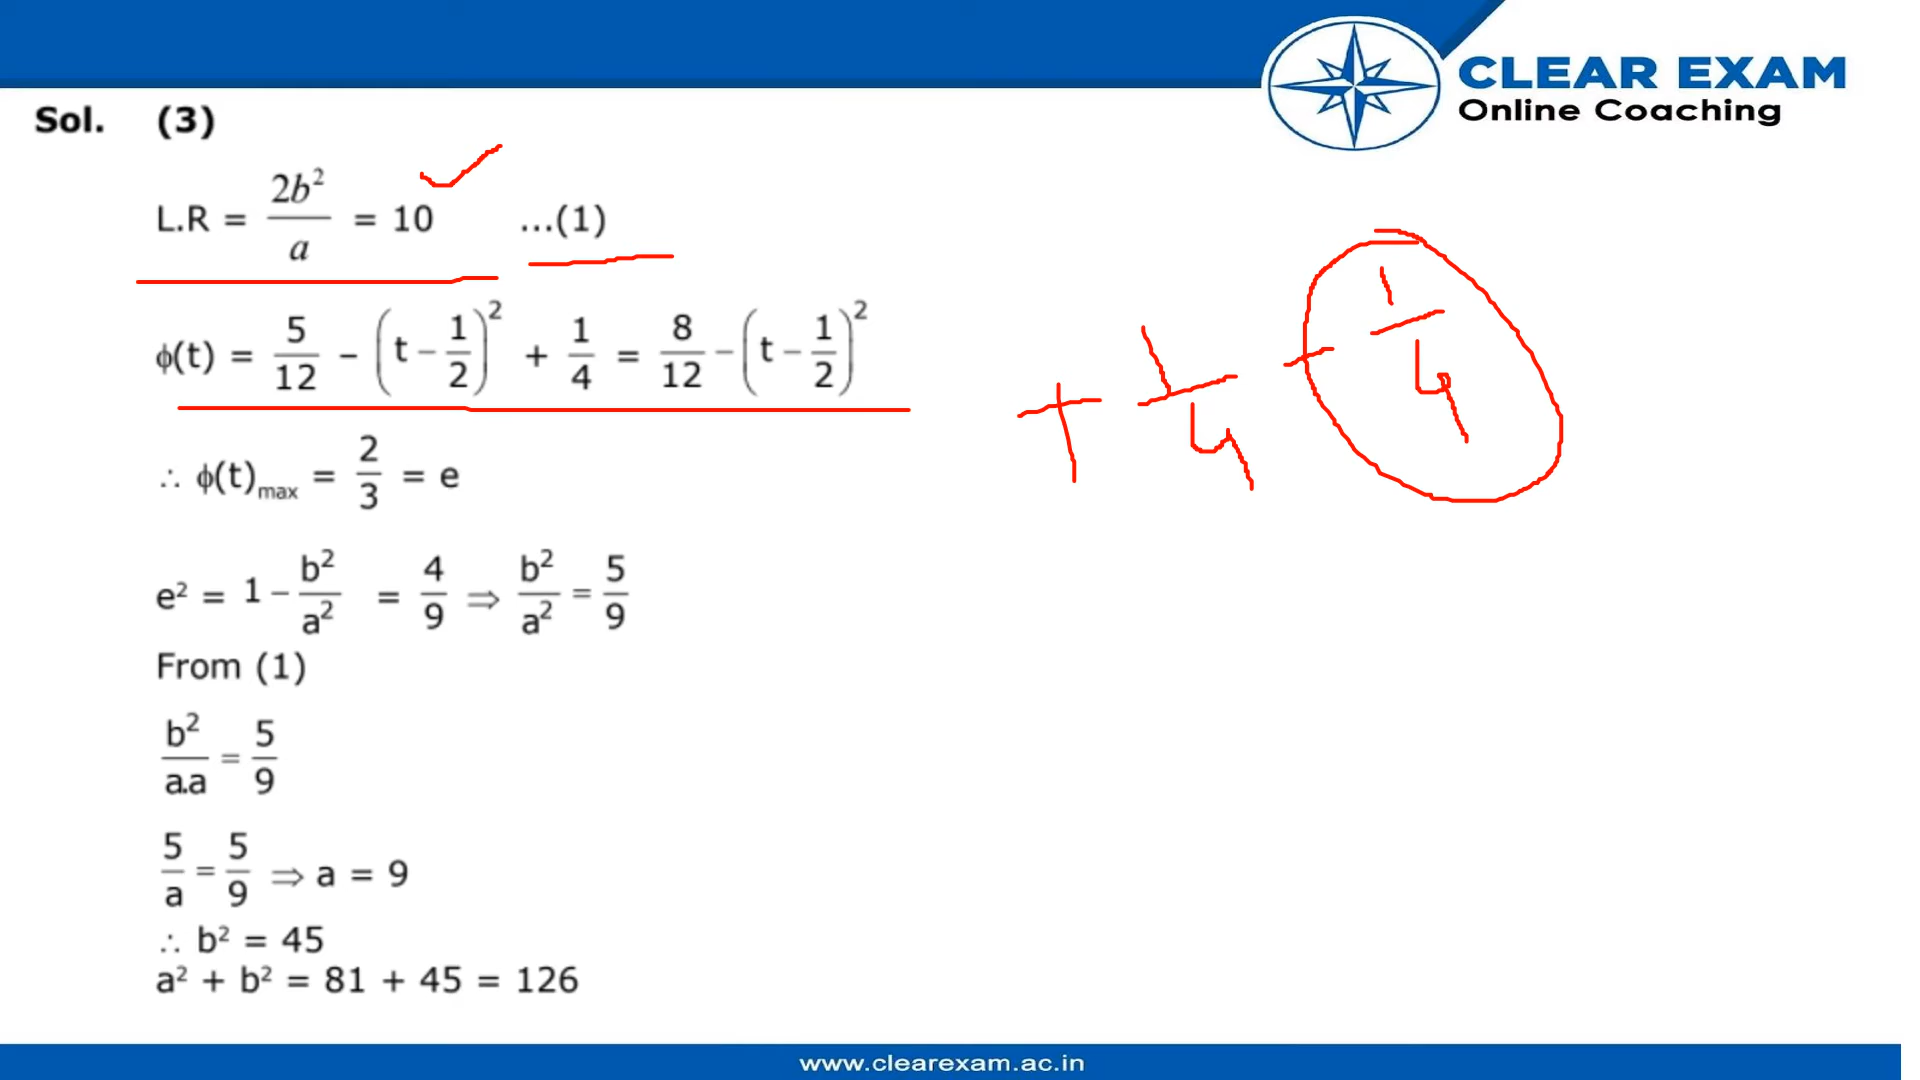 CLEAR EXAM
Online Coaching
Sol. (3)
L.R = 2b²/a = 10 ...(1)
ϕ(t) = 5/12 − (t − 1/2)² + 1/4 = 8/12 − (t − 1/2)²
+ 1/4 − 1/4
∴ ϕ(t)max = 2/3 = e
e² = 1 − b²/a² = 4/9 ⇒ b²/a² = 5/9
From (1)
b²/a.a = 5/9
5/a = 5/9 ⇒ a = 9
∴ b² = 45
a² + b² = 81 + 45 = 126
www.clearexam.ac.in